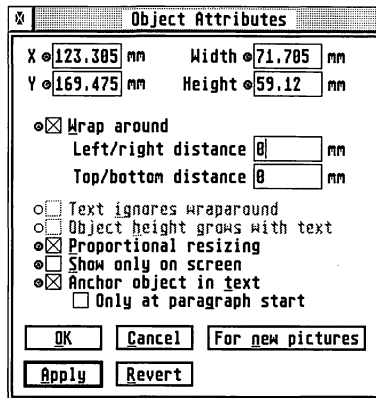 Object Attributes
X 123.305 mm Width 71.705 mm
Y 169.475 mm Height 59.12 mm
Wrap around
Left/right distance 0 mm
Top/bottom distance 0 mm
Text ignores wraparound
Object height grows with text
Proportional resizing
Show only on screen
Anchor object in text
Only at paragraph start
OK Cancel For new pictures
Apply Revert